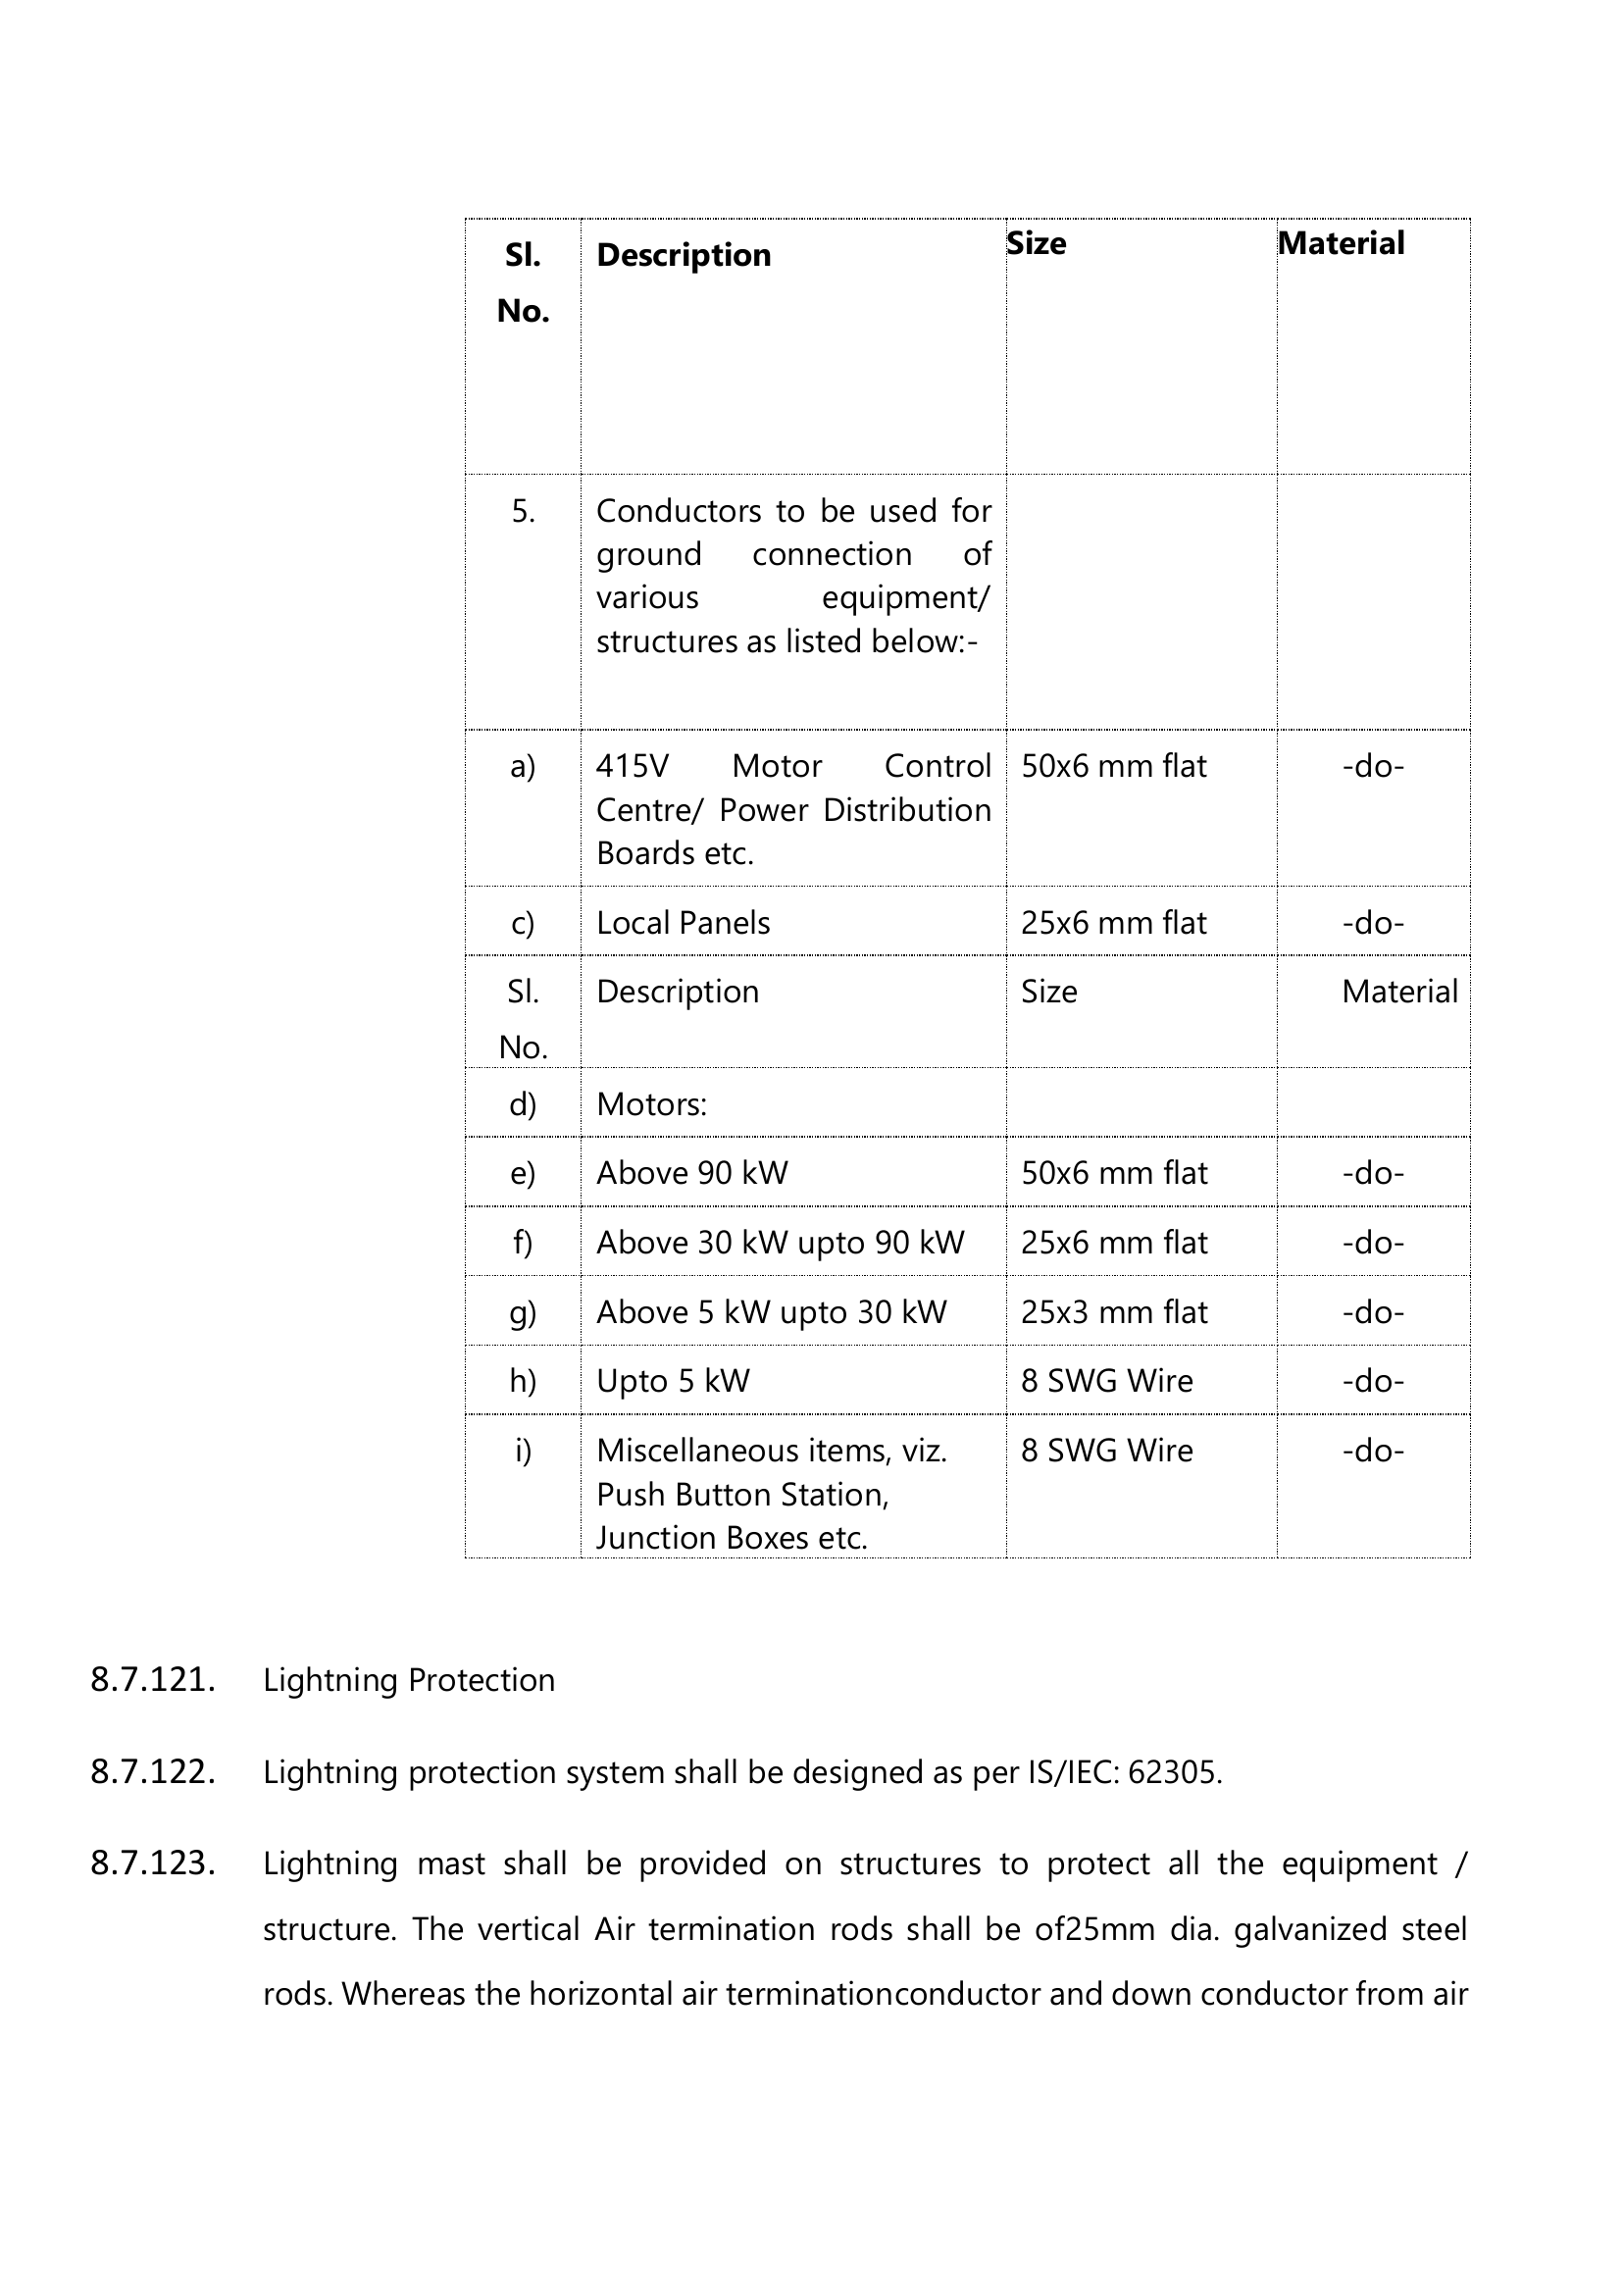 Sl. Description Size Material
No.
5. Conductors to be used for
ground connection of
various equipment/
structures as listed below:-
a) 415V Motor Control 50x6 mm flat -do-
Centre/ Power Distribution
Boards etc.
c) Local Panels 25x6 mm flat -do-
Sl. Description Size Material
No.
d) Motors:
e) Above 90 kW 50x6 mm flat -do-
f) Above 30 kW upto 90 kW 25x6 mm flat -do-
g) Above 5 kW upto 30 kW 25x3 mm flat -do-
h) Upto 5 kW 8 SWG Wire -do-
i) Miscellaneous items, viz. 8 SWG Wire -do-
Push Button Station,
Junction Boxes etc.
8.7.121. Lightning Protection
8.7.122. Lightning protection system shall be designed as per IS/IEC: 62305.
8.7.123. Lightning mast shall be provided on structures to protect all the equipment /
structure. The vertical Air termination rods shall be of25mm dia. galvanized steel
rods. Whereas the horizontal air terminationconductor and down conductor from air